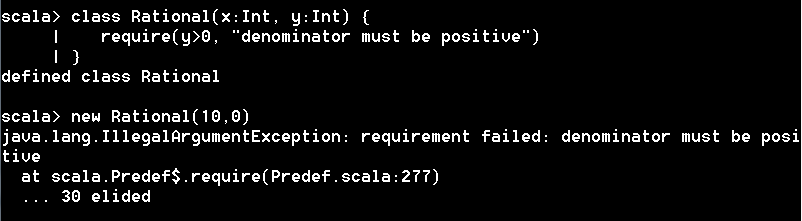 scala> class Rational(x:Int, y:Int) {
     |    require(y>0, "denominator must be positive")
     | }
defined class Rational
scala> new Rational(10,0)
java.lang.IllegalArgumentException: requirement failed: denominator must be posi
tive
  at scala.Predef$.require(Predef.scala:277)
  ... 30 elided